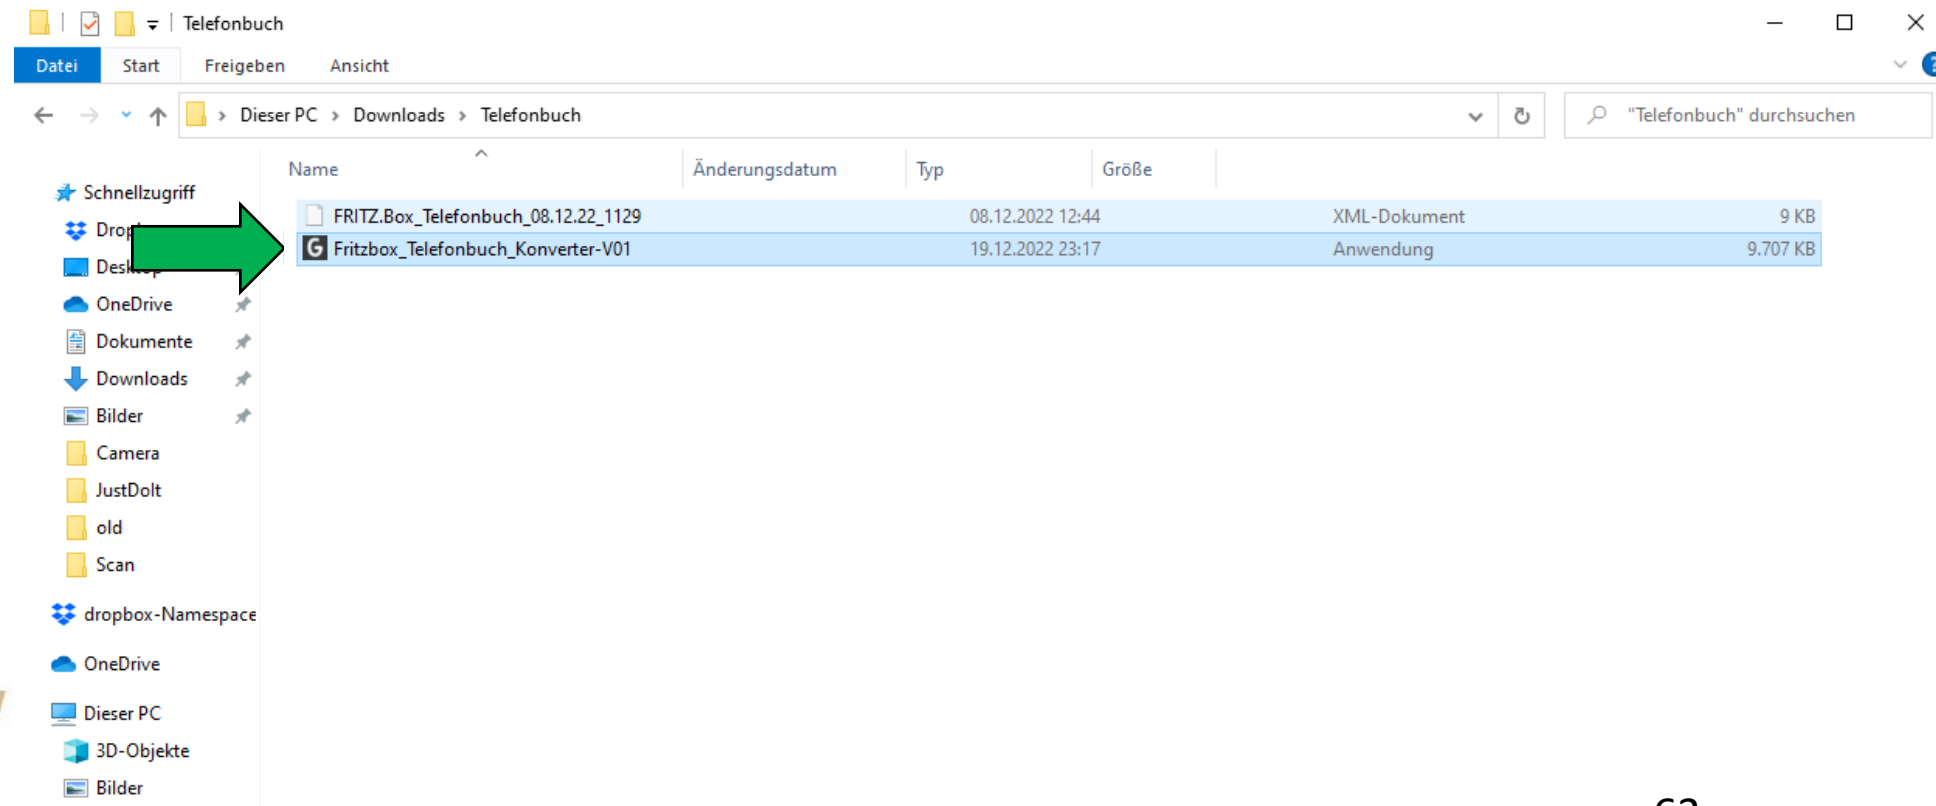 Telefonbuch
Datei Start Freigeben Ansicht
Dieser PC Downloads Telefonbuch "Telefonbuch" durchsuchen
Name Änderungsdatum Typ Größe
Schnellzugriff
FRITZ.Box_Telefonbuch_08.12.22_1129 08.12.2022 12:44 XML-Dokument 9 KB
Fritzbox_Telefonbuch_Konverter-V01 19.12.2022 23:17 Anwendung 9.707 KB
OneDrive
Dokumente
Downloads
Bilder
Camera
JustDoIt
old
Scan
dropbox-Namespace
OneDrive
Dieser PC
3D-Objekte
Bilder